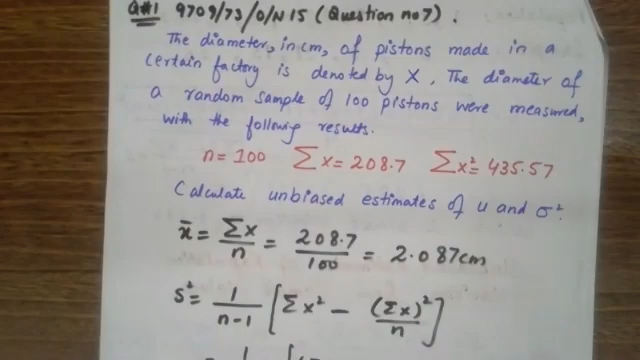 Q#1 9709/73/O/N 15 (Question no 7).
The diameter, in cm, of pistons made in a
certain factory is denoted by X. The diameter of
a random sample of 100 pistons were measured,
with the following results.
n = 100 Σx = 208.7 Σx² = 435.57
Calculate unbiased estimates of u and σ².
x̄ = Σx/n = 208.7/100 = 2.087cm
S² = 1/(n-1) [Σx² - (Σx)²/n]